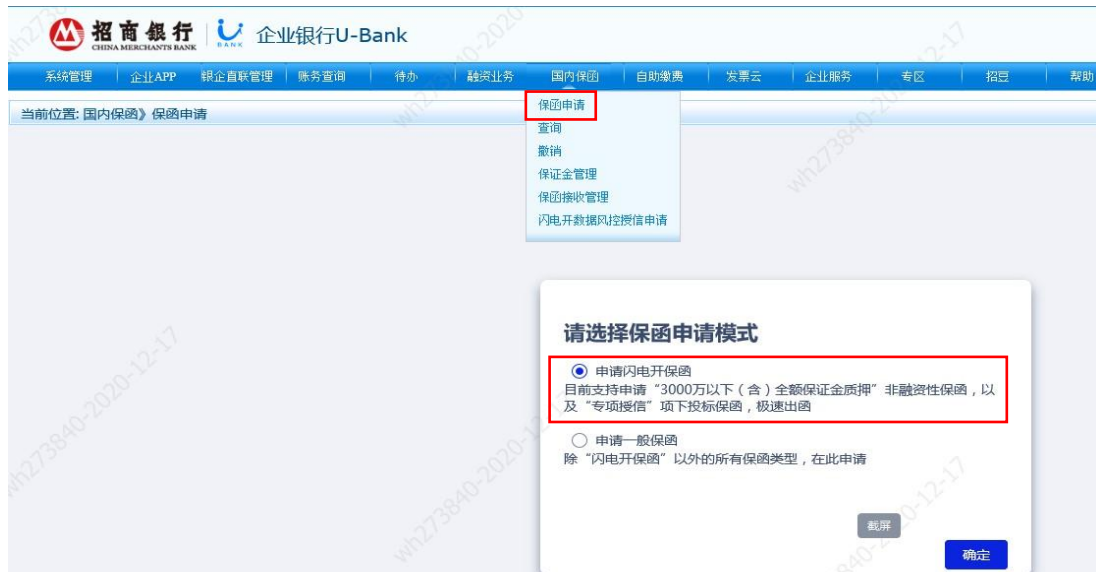 招商银行
CHINA MERCHANTS BANK
BANK
企业银行U-Bank
系统管理 企业APP 银企直联管理 账务查询 待办 融资业务 国内保函 自助缴费 发票云 企业服务 专区 招豆 帮助
当前位置: 国内保函》保函申请
保函申请
查询
撤销
保证金管理
保函接收管理
闪电开数据风控授信申请
请选择保函申请模式
申请闪电开保函
目前支持申请“3000万以下（含）全额保证金质押”非融资性保函，以
及“专项授信”项下投标保函，极速出函
申请一般保函
除“闪电开保函”以外的所有保函类型，在此申请
截屏
确定
wh273840-2020-12-17